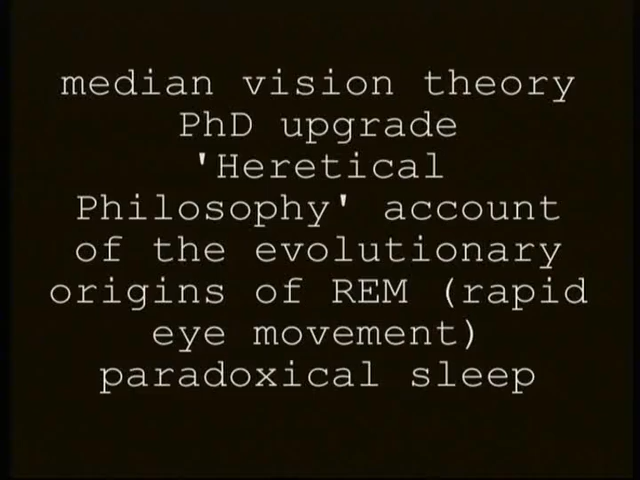 median vision theory
PhD upgrade
'Heretical
Philosophy' account
of the evolutionary
origins of REM (rapid
eye movement)
paradoxical sleep